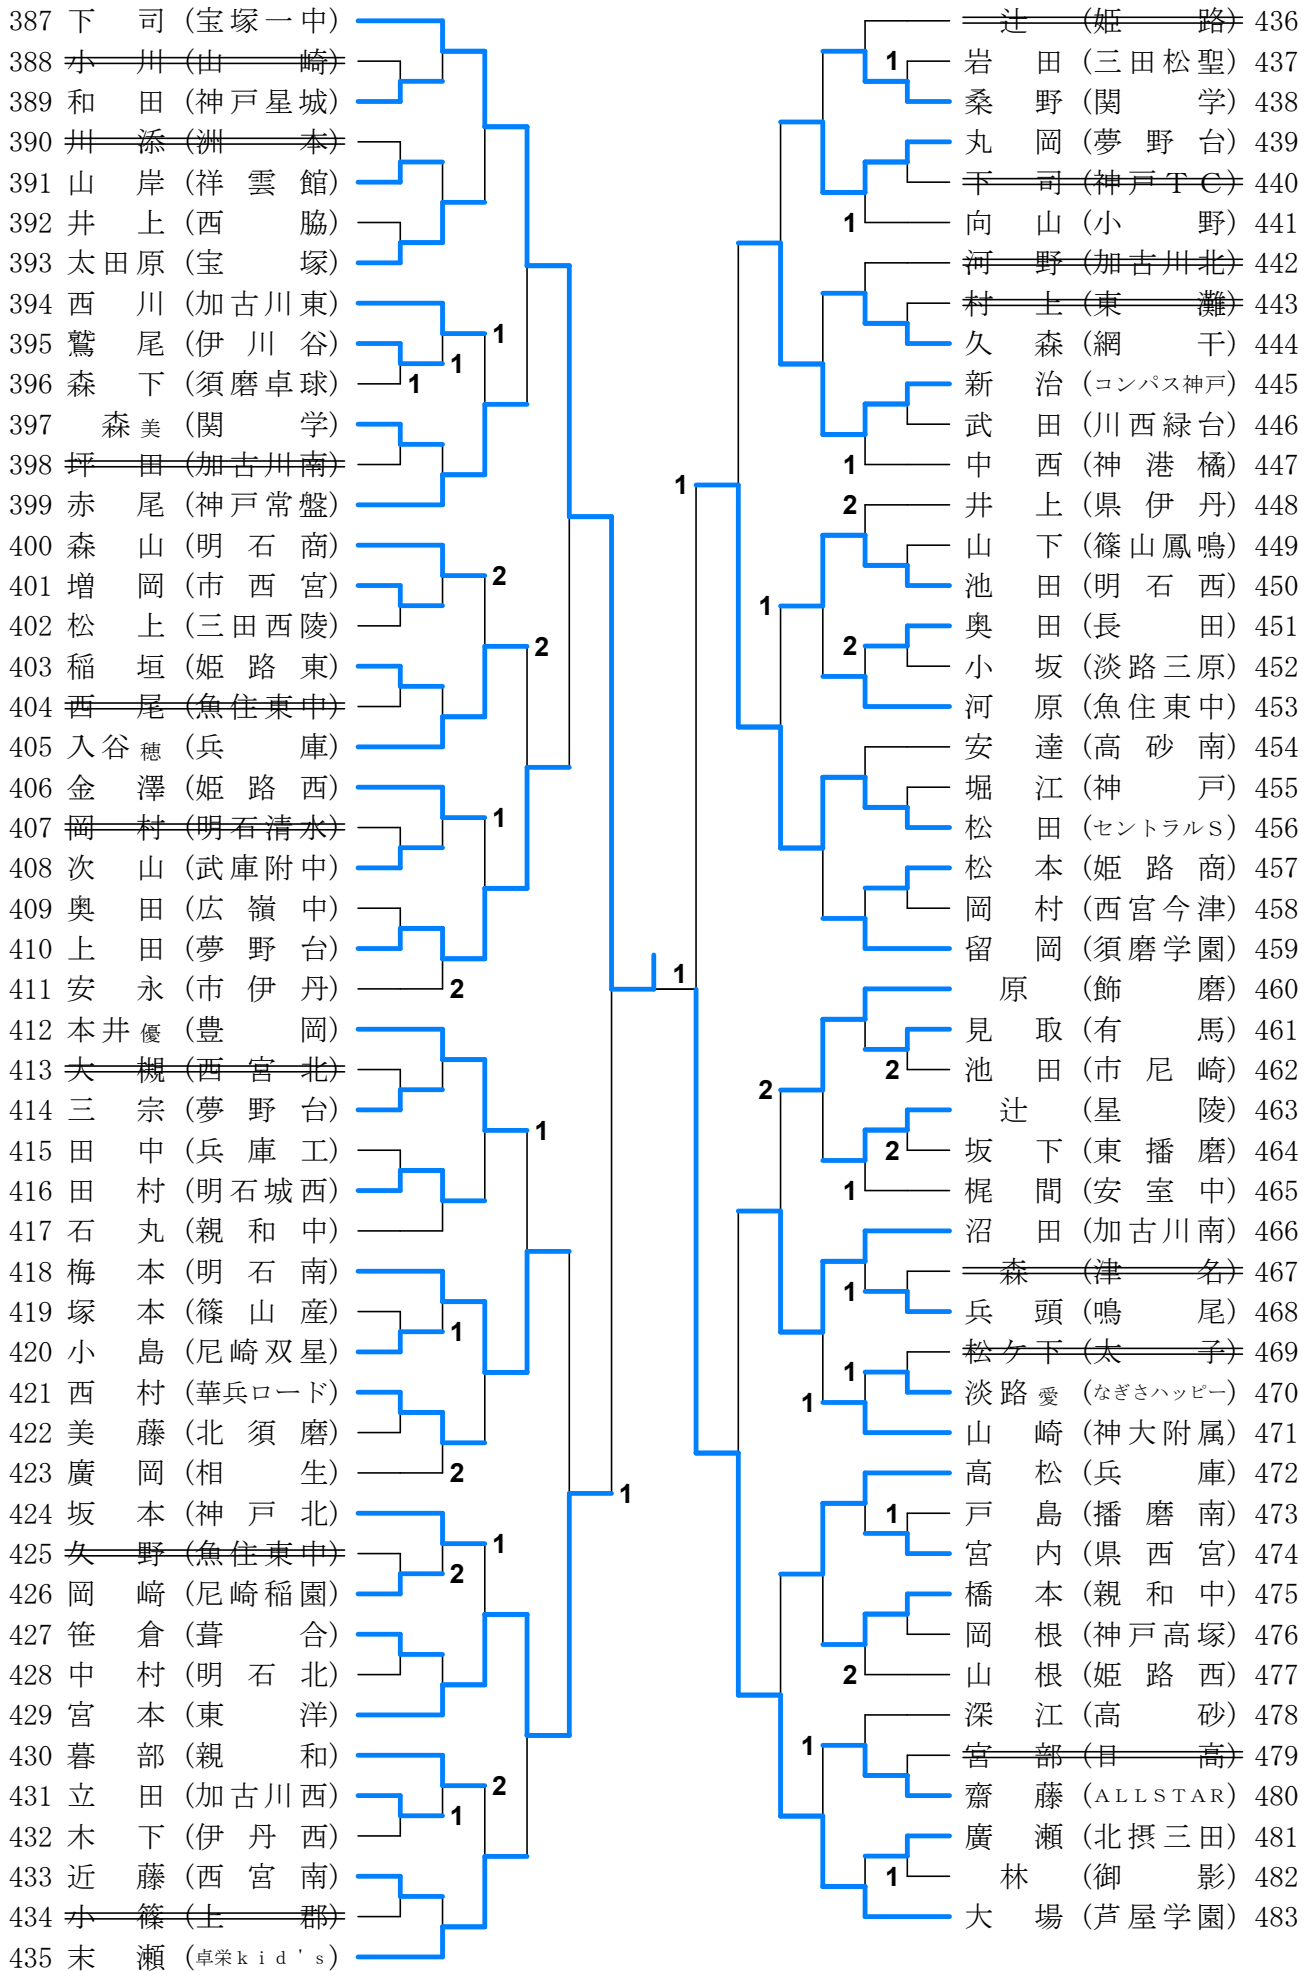 387 下司 (宝塚一中)
388 小川 (山崎)
389 和田 (神戸星城)
390 川添 (洲本)
391 山岸 (祥雲館)
392 井上 (西脇)
393 太田原 (宝塚)
394 西川 (加古川東)
1
395 鷲尾 (伊川谷)
1
396 森下 (須磨卓球)
1
397 森美 (関学)
398 坪田 (加古川南)
399 赤尾 (神戸常盤)
400 森山 (明石商)
2
401 増岡 (市西宮)
402 松上 (三田西陵)
2
403 稲垣 (姫路東)
404 西尾 (魚住東中)
405 入谷穂 (兵庫)
406 金澤 (姫路西)
1
407 岡村 (明石清水)
408 次山 (武庫附中)
409 奥田 (広嶺中)
410 上田 (夢野台)
411 安永 (市伊丹)
2
412 本井優 (豊岡)
413 大槻 (西宮北)
414 三宗 (夢野台)
1
415 田中 (兵庫工)
416 田村 (明石城西)
417 石丸 (親和中)
418 梅本 (明石南)
419 塚本 (篠山産)
1
420 小島 (尼崎双星)
421 西村 (華兵ロード)
422 美藤 (北須磨)
423 廣岡 (相生)
2
1
424 坂本 (神戸北)
1
425 久野 (魚住東中)
2
426 岡﨑 (尼崎稲園)
427 笹倉 (葺合)
428 中村 (明石北)
429 宮本 (東洋)
430 暮部 (親和)
2
431 立田 (加古川西)
1
432 木下 (伊丹西)
433 近藤 (西宮南)
434 小篠 (上郡)
435 末瀬 (卓栄kid's)
1
1
辻 (姫路) 436
1
岩田 (三田松聖) 437
桑野 (関学) 438
丸岡 (夢野台) 439
下司 (神戸TC) 440
1
向山 (小野) 441
河野 (加古川北) 442
村上 (東灘) 443
久森 (網干) 444
新治 (コンパス神戸) 445
武田 (川西緑台) 446
1
中西 (神港橘) 447
2
井上 (県伊丹) 448
山下 (篠山鳳鳴) 449
池田 (明石西) 450
1
奥田 (長田) 451
2
小坂 (淡路三原) 452
河原 (魚住東中) 453
安達 (高砂南) 454
堀江 (神戸) 455
松田 (セントラルS) 456
松本 (姫路商) 457
岡村 (西宮今津) 458
留岡 (須磨学園) 459
原 (飾磨) 460
見取 (有馬) 461
2
池田 (市尼崎) 462
2
辻 (星陵) 463
2
坂下 (東播磨) 464
1
梶間 (安室中) 465
沼田 (加古川南) 466
森 (津名) 467
1
兵頭 (鳴尾) 468
松ケ下 (太子) 469
1
淡路愛 (なぎさハッピー) 470
1
山崎 (神大附属) 471
高松 (兵庫) 472
1
戸島 (播磨南) 473
宮内 (県西宮) 474
橋本 (親和中) 475
岡根 (神戸高塚) 476
2
山根 (姫路西) 477
深江 (高砂) 478
1
宮部 (日高) 479
齋藤 (ALLSTAR) 480
廣瀬 (北摂三田) 481
1
林 (御影) 482
大場 (芦屋学園) 483